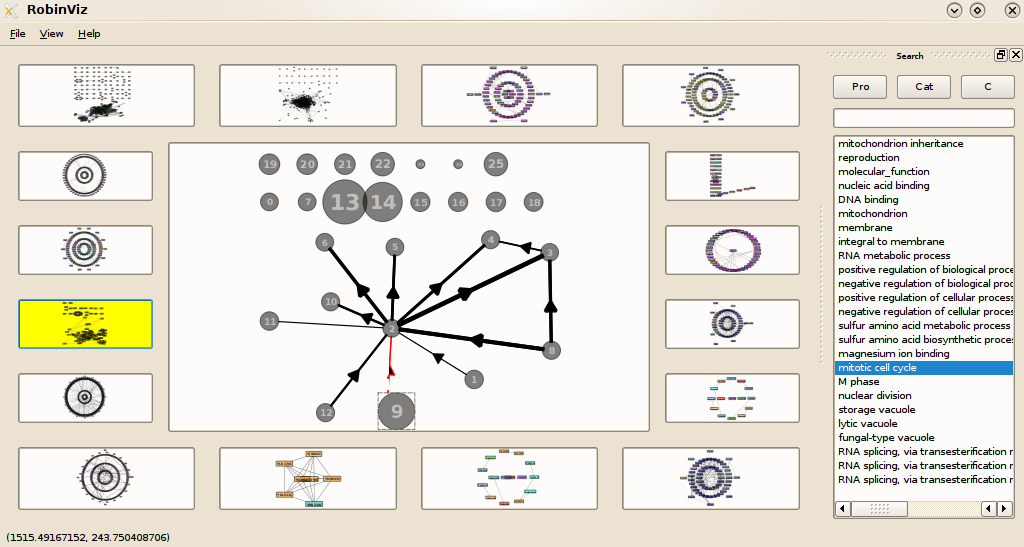 RobinViz
File View Help
Search
Pro Cat C
mitochondrion inheritance
reproduction
molecular_function
nucleic acid binding
DNA binding
mitochondrion
membrane
integral to membrane
RNA metabolic process
positive regulation of biological proce
negative regulation of biological proc
positive regulation of cellular process
negative regulation of cellular proces
sulfur amino acid metabolic process
sulfur amino acid biosynthetic proces
magnesium ion binding
mitotic cell cycle
M phase
nuclear division
storage vacuole
lytic vacuole
fungal-type vacuole
RNA splicing, via transesterification r
RNA splicing, via transesterification r
RNA splicing, via transesterification r
19 20 21 22 25
0 7 13 14 15 16 17 18
6 5 4 3
10
11 2
8
1
12 9
(1515.49167152, 243.750408706)